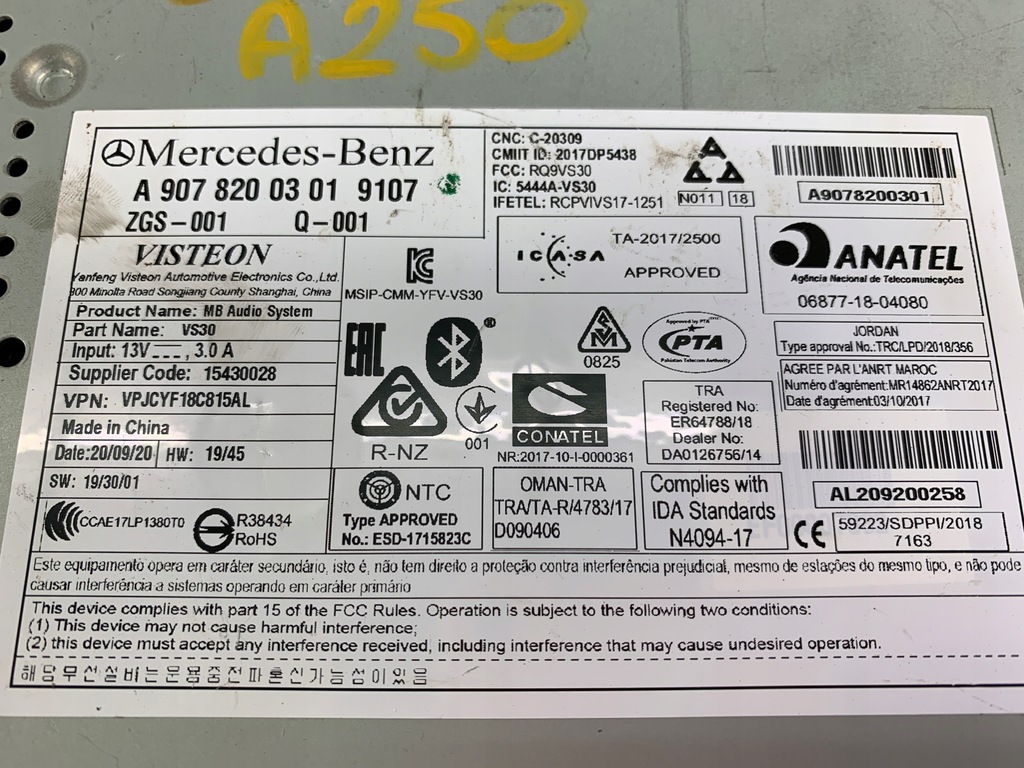 A250
Mercedes-Benz
A 907 820 03 01 9107
ZGS-001 Q-001
CNC: C-20309
CMIIT ID: 2017DP5438
FCC: RQ9VS30
IC: 5444A-VS30
IFETEL: RCPVIVS17-1251
N011 18
A9078200301
VISTEON
Yanfeng Visteon Automotive Electronics Co.,Ltd.
300 Minolta Road Songjiang County Shanghai, China
Product Name: MB Audio System
Part Name: VS30
Input: 13V 3.0 A
Supplier Code: 15430028
VPN: VPJCYF18C815AL
Made in China
Date:20/09/20 HW: 19/45
SW: 19/30/01
CCAE17LP1380T0
R38434
RoHS
MSIP-CMM-YFV-VS30
EAC
R-NZ
001
ICASA
TA-2017/2500
APPROVED
0825
Approved by PTA
PTA
Pakistan Telecom Authority
CONATEL
NR:2017-10-I-0000361
ANATEL
Agência Nacional de Telecomunicações
06877-18-04080
JORDAN
Type approval No.:TRC/LPD/2018/356
AGREE PAR L'ANRT MAROC
Numéro d'agrément:MR14862ANRT2017
Date d'agrément:03/10/2017
TRA
Registered No:
ER64788/18
Dealer No:
DA0126756/14
AL209200258
NTC
Type APPROVED
No.: ESD-1715823C
OMAN-TRA
TRA/TA-R/4783/17
D090406
Complies with
IDA Standards
N4094-17
CE
59223/SDPPI/2018
7163
Este equipamento opera em caráter secundário, isto é, não tem direito a proteção contra interferência prejudicial, mesmo de estações do mesmo tipo, e não pode
causar interferência a sistemas operando em caráter primário
This device complies with part 15 of the FCC Rules. Operation is subject to the following two conditions:
(1) This device may not cause harmful interference;
(2) this device must accept any interference received, including interference that may cause undesired operation.
해당무선설비는운용중전파혼신가능성이있음